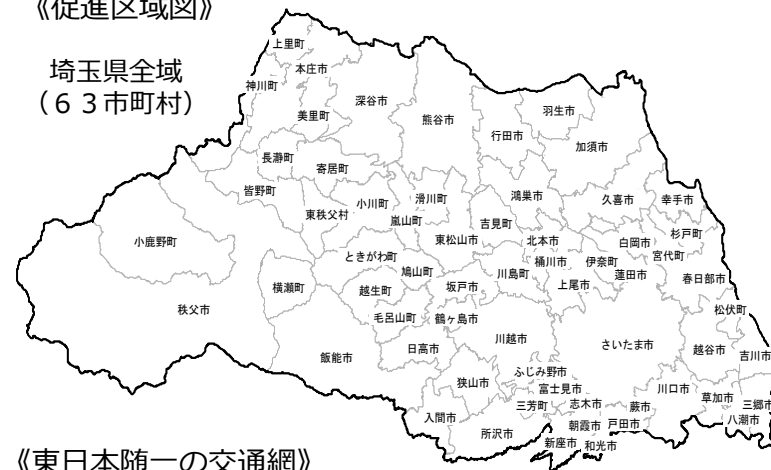 《促進区域図》
埼玉県全域
（６３市町村）
上里町
本庄市
神川町
美里町
深谷市
熊谷市
行田市
羽生市
加須市
長瀞町
寄居町
皆野町
東秩父村
小川町
滑川町
嵐山町
吉見町
鴻巣市
久喜市
幸手市
小鹿野町
東松山市
北本市
白岡市
杉戸町
ときがわ町
鳩山町
桶川市
伊奈町
宮代町
川島町
蓮田市
春日部市
横瀬町
越生町
坂戸市
上尾市
秩父市
毛呂山町
鶴ヶ島市
松伏町
飯能市
日高市
川越市
さいたま市
越谷市
吉川市
狭山市
ふじみ野市
富士見市
川口市
草加市
三郷市
入間市
三芳町
志木市
蕨市
八潮市
所沢市
朝霞市
戸田市
新座市
和光市
《東日本随一の交通網》